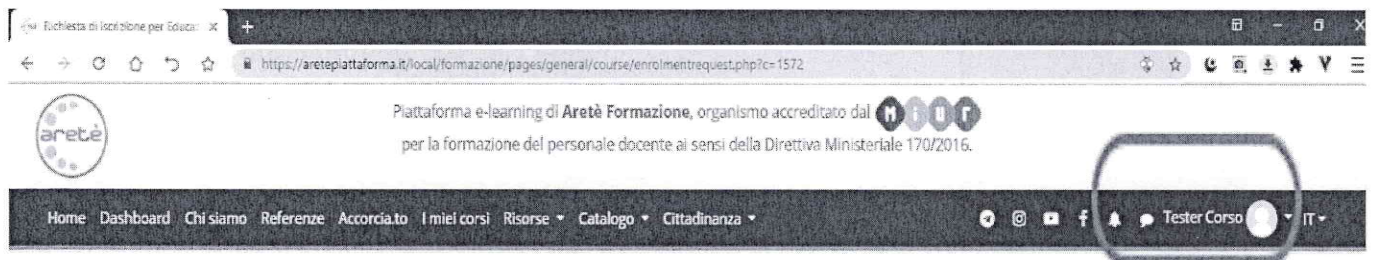 Richiesta di iscrizione per Educa
https://aretepiattaforma.it/local/formazione/pages/general/course/enrolmentrequest.php?c=1572
aretè
Piattaforma e-learning di Aretè Formazione, organismo accreditato dal miur
per la formazione del personale docente ai sensi della Direttiva Ministeriale 170/2016.
Home Dashboard Chi siamo Referenze Accorcia.to I miei corsi Risorse Catalogo Cittadinanza Tester Corso IT